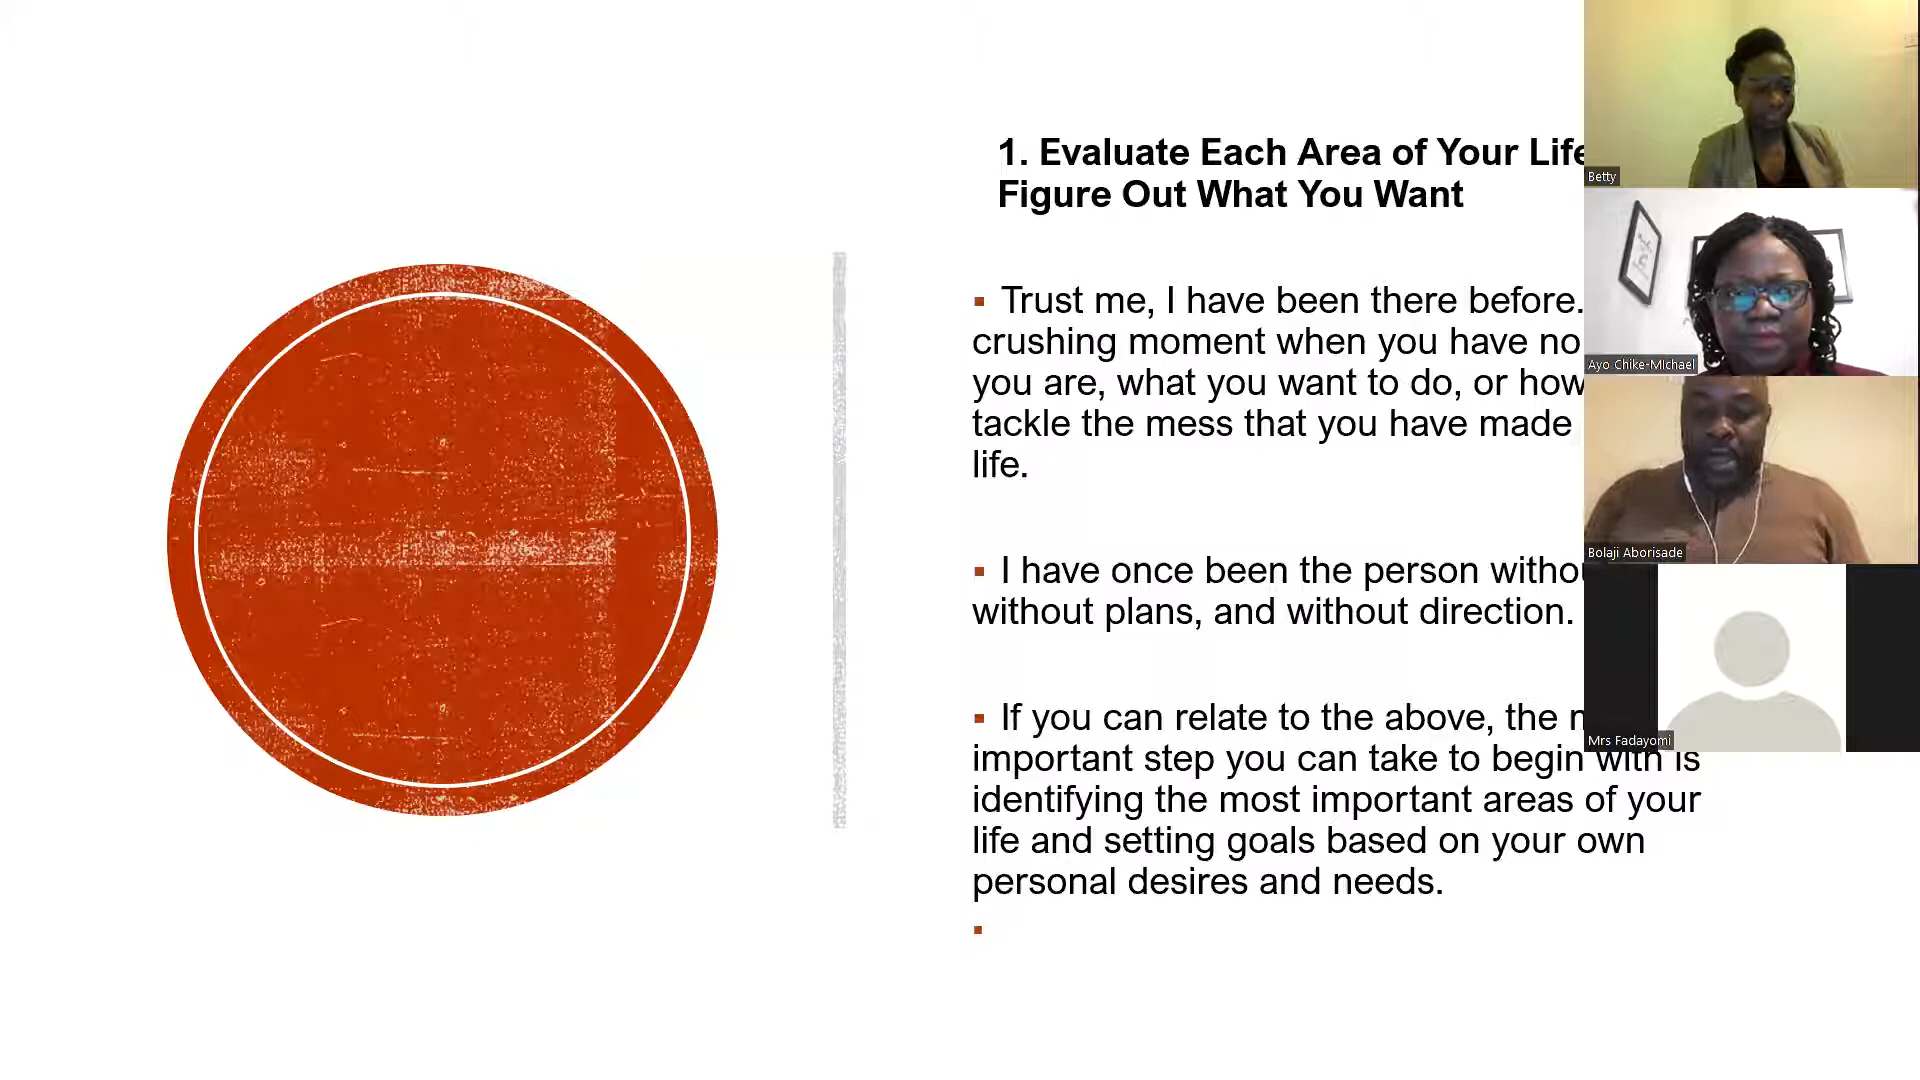 1. Evaluate Each Area of Your Life
Figure Out What You Want
Trust me, I have been there before.
crushing moment when you have no
you are, what you want to do, or how
tackle the mess that you have made
life.
I have once been the person
without plans, and without direction.
If you can relate to the above, the
important step you can take to begin with is
identifying the most important areas of your
life and setting goals based on your own
personal desires and needs.
Betty
Ayo Chike-Michael
Bolaji Aborisade
Mrs Fadayomi